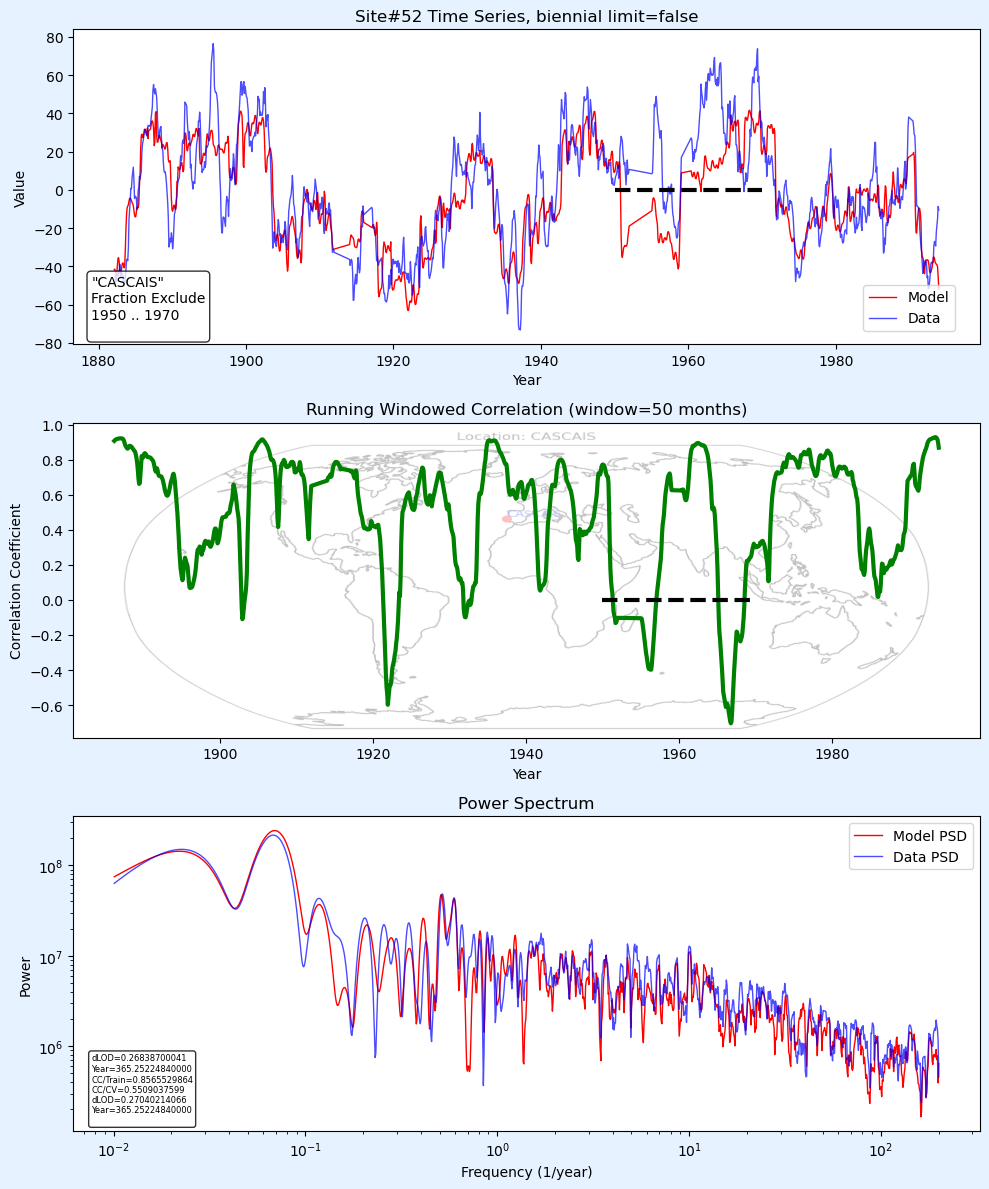 Site#52 Time Series, biennial limit=false
Value
80
60
40
20
0
−20
−40
−60
−80
"CASCAIS"
Fraction Exclude
1950 .. 1970
Model
Data
1880
1900
1920
1940
1960
1980
Year
Running Windowed Correlation (window=50 months)
Correlation Coefficient
1.0
0.8
0.6
0.4
0.2
0.0
−0.2
−0.4
−0.6
Location: CASCAIS
1900
1920
1940
1960
1980
Year
Power Spectrum
Power
10^8
10^7
10^6
Model PSD
Data PSD
dLOD=0.26838700041
Year=365.25224840000
CC/Train=0.8565529864
CC/CV=0.5509037599
dLOD=0.27040214066
Year=365.25224840000
10^−2
10^−1
10^0
10^1
10^2
Frequency (1/year)